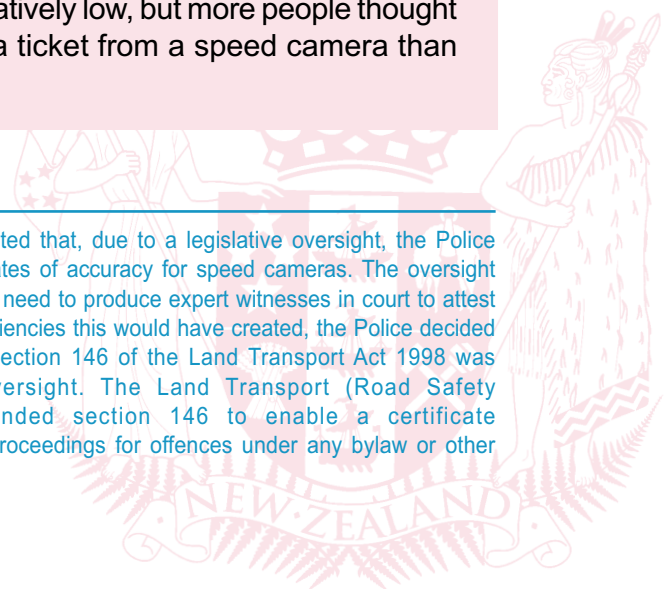 atively low, but more people thought
a ticket from a speed camera than
ted that, due to a legislative oversight, the Police
ates of accuracy for speed cameras. The oversight
need to produce expert witnesses in court to attest
iencies this would have created, the Police decided
ection 146 of the Land Transport Act 1998 was
versight. The Land Transport (Road Safety
nded section 146 to enable a certificate
roceedings for offences under any bylaw or other
NEW·ZEALAND